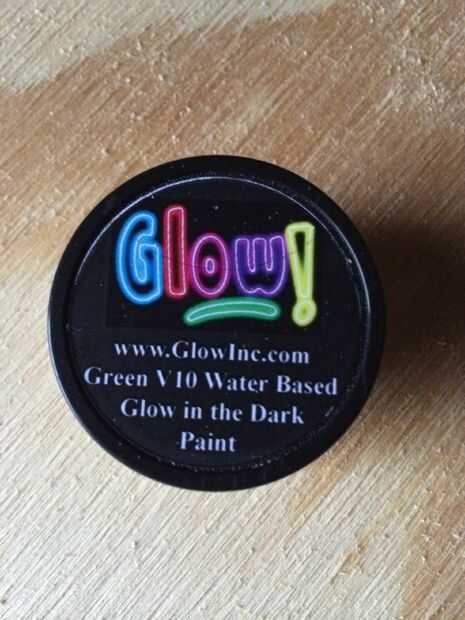 Glow!
www.GlowInc.com
Green V10 Water Based
Glow in the Dark
Paint